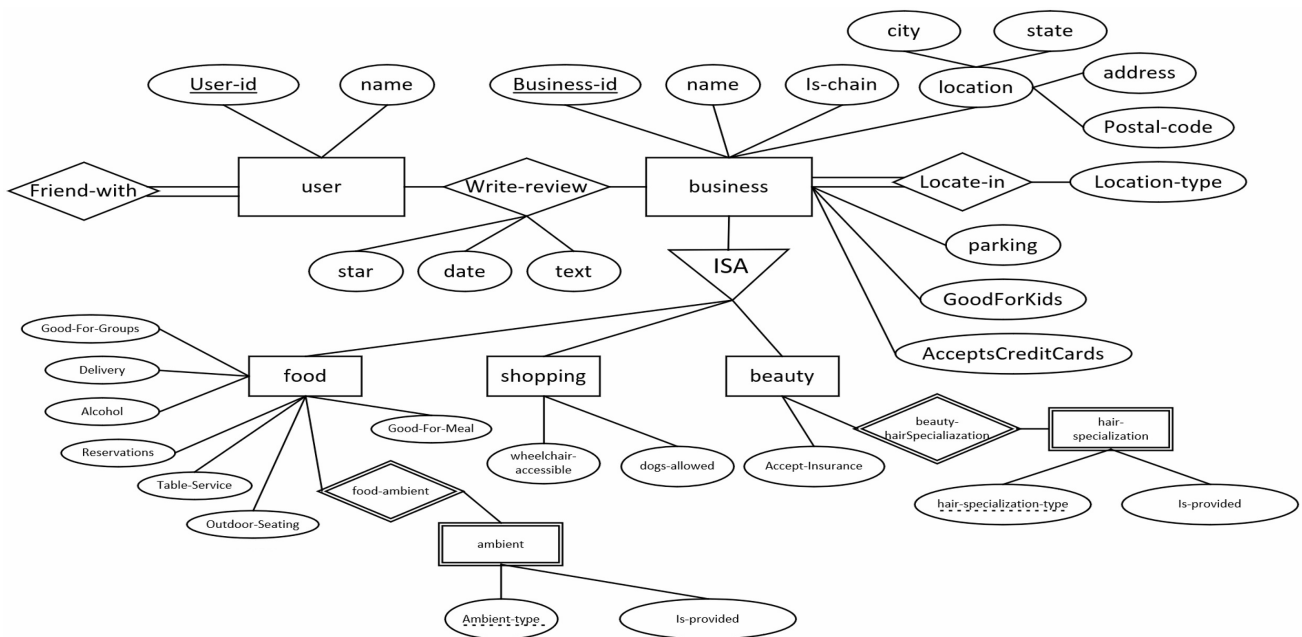 city
state
User-id
name
Business-id
name
Is-chain
location
address
Postal-code
Friend-with
user
Write-review
business
Locate-in
Location-type
star
date
text
ISA
parking
GoodForKids
AcceptsCreditCards
Good-For-Groups
Delivery
Alcohol
Reservations
Table-Service
Outdoor-Seating
food
Good-For-Meal
food-ambient
ambient
Ambient-type
Is-provided
shopping
wheelchair-
accessible
dogs-allowed
beauty
Accept-Insurance
beauty-
hairSpecialiazation
hair-
specialization
hair-specialization-type
Is-provided